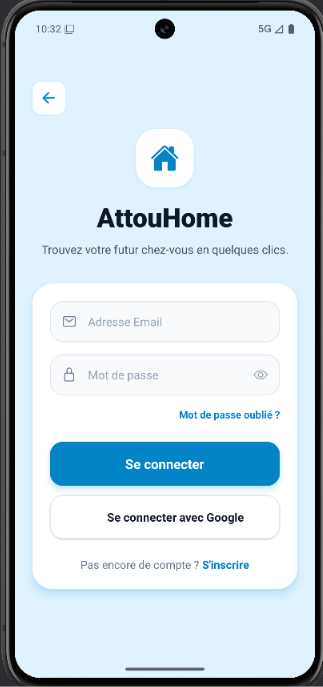 10:32
5G
AttouHome
Trouvez votre futur chez-vous en quelques clics.
Adresse Email
Mot de passe
Mot de passe oublié ?
Se connecter
Se connecter avec Google
Pas encore de compte ? S'inscrire